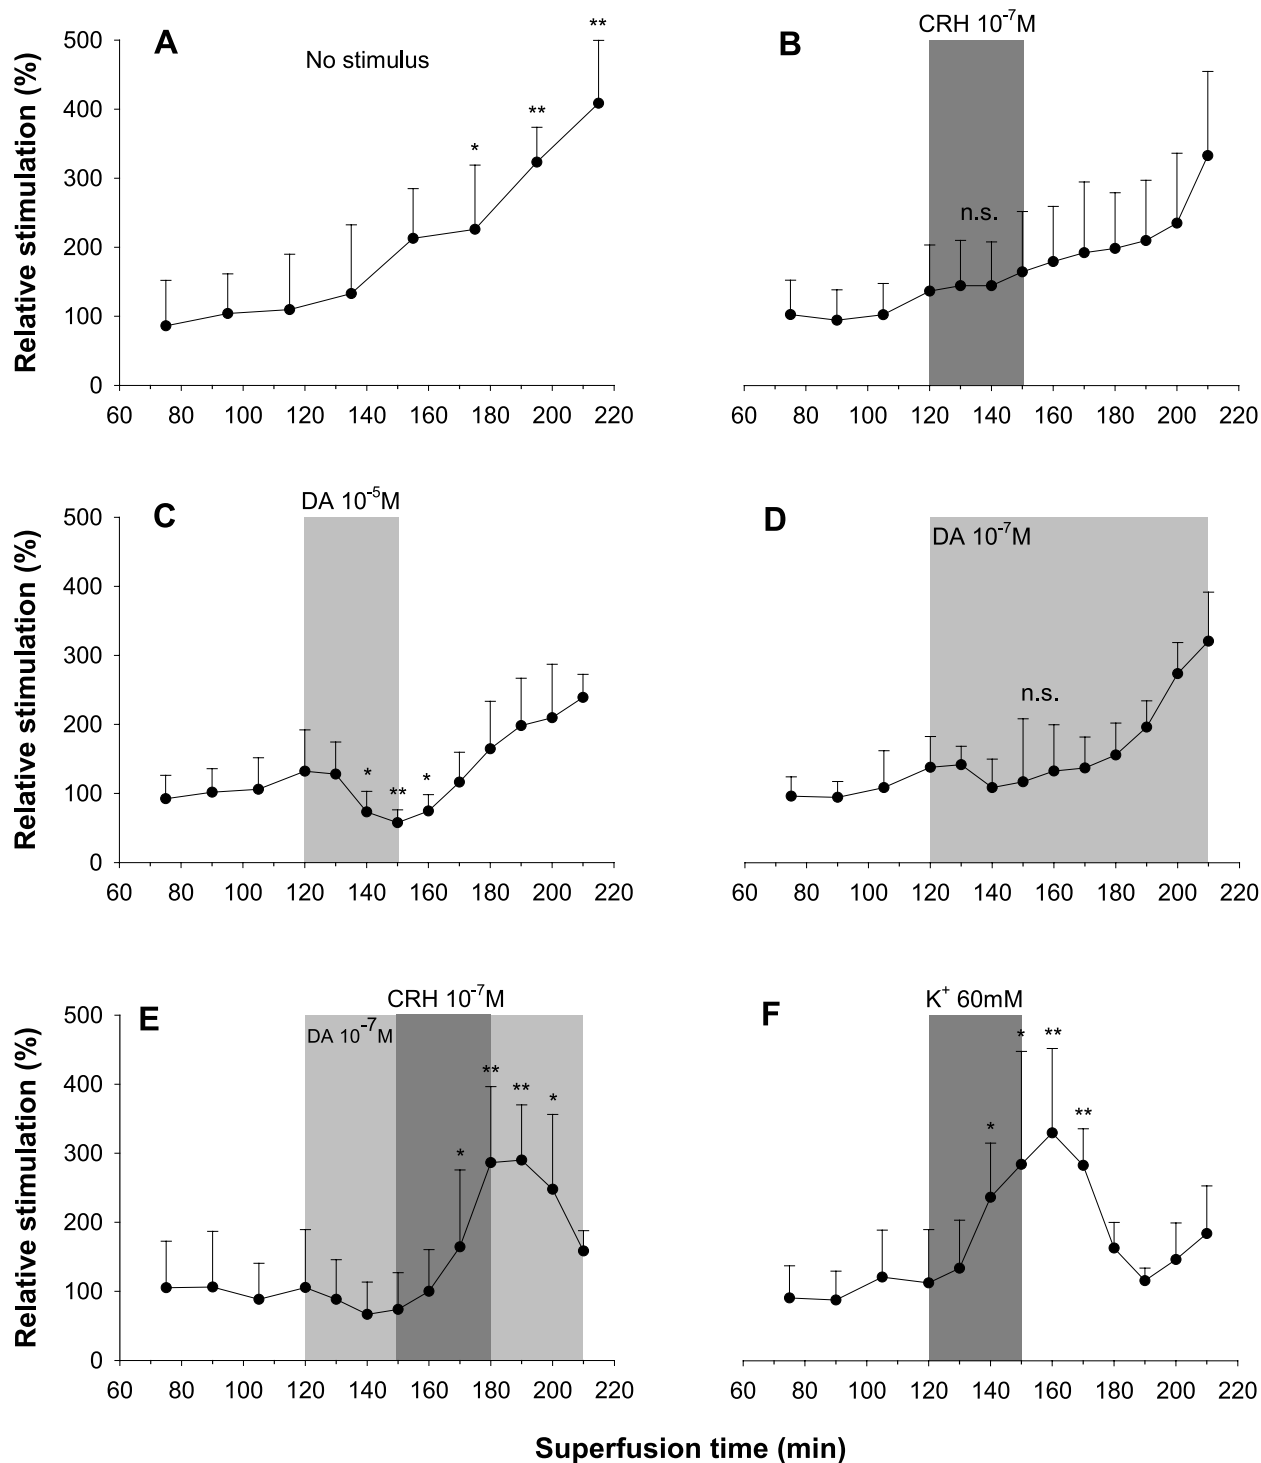 A
No stimulus
* ** **
Relative stimulation (%)
500
400
300
200
100
0
60 80 100 120 140 160 180 200 220
B
CRH 10⁻⁷M
n.s.
60 80 100 120 140 160 180 200 220
C
DA 10⁻⁵M
* ** *
Relative stimulation (%)
500
400
300
200
100
0
60 80 100 120 140 160 180 200 220
D
DA 10⁻⁷M
n.s.
60 80 100 120 140 160 180 200 220
E
CRH 10⁻⁷M
DA 10⁻⁷M
* ** ** *
Relative stimulation (%)
500
400
300
200
100
0
60 80 100 120 140 160 180 200 220
F
K⁺ 60mM
* * ** **
60 80 100 120 140 160 180 200 220
Superfusion time (min)